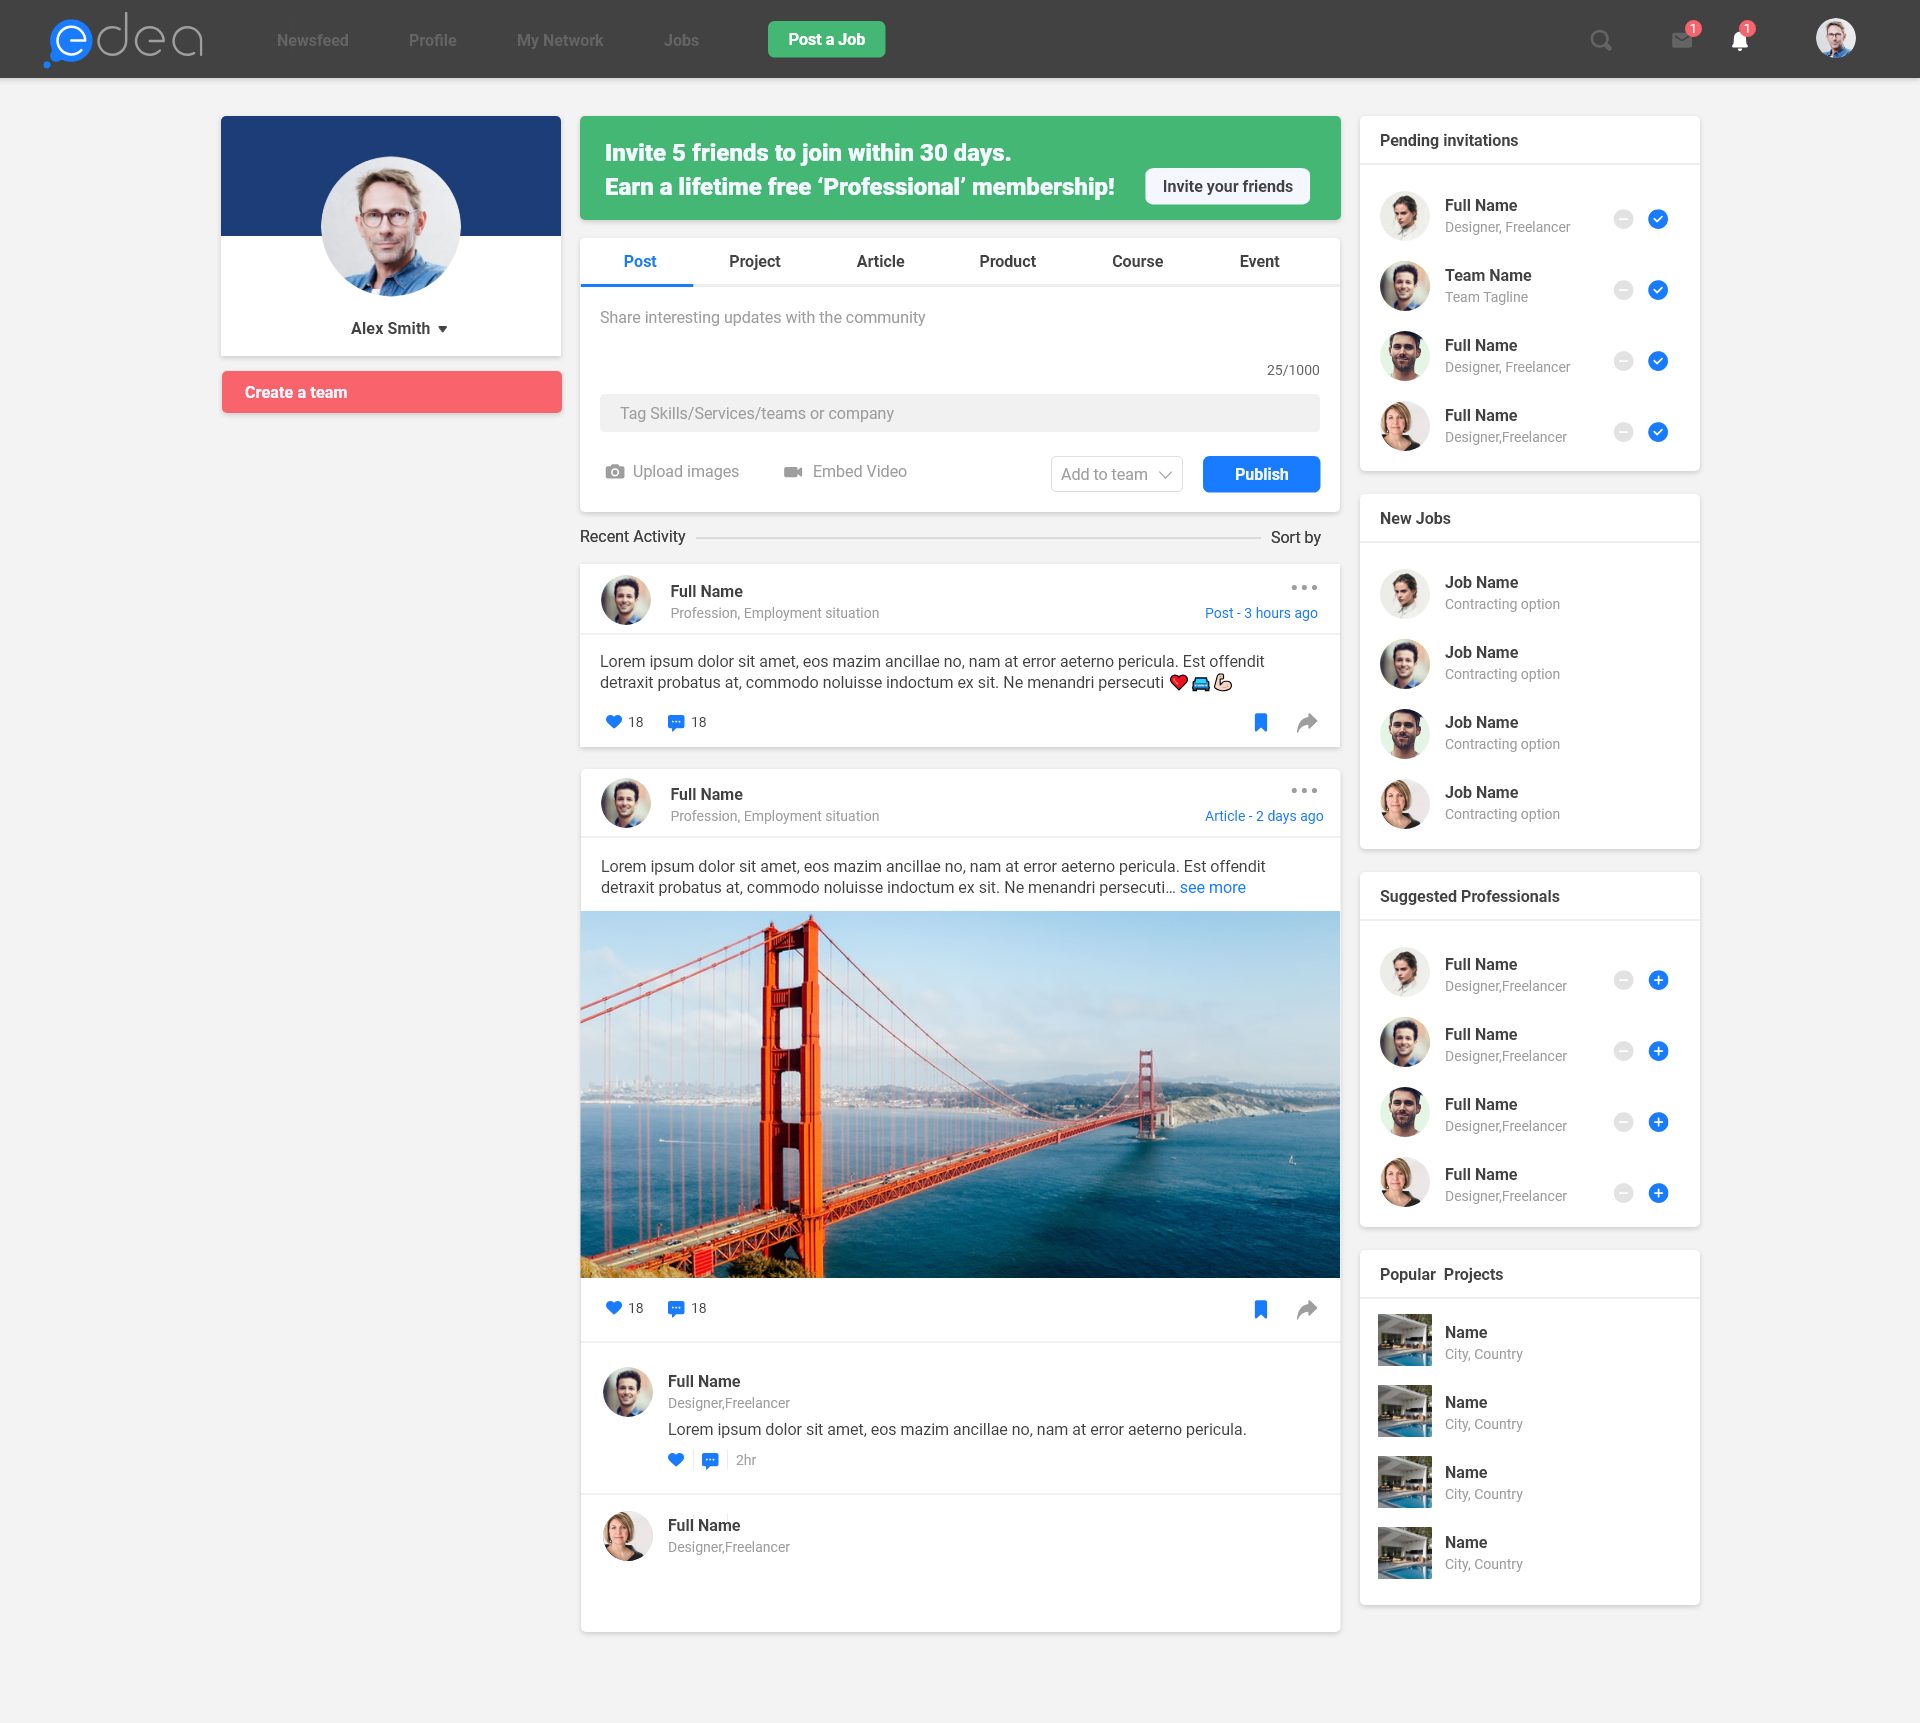 edea
Newsfeed
Profile
My Network
Jobs
Post a Job
1
1
Alex Smith
Create a team
Invite 5 friends to join within 30 days.
Earn a lifetime free ‘Professional’ membership!
Invite your friends
Post
Project
Article
Product
Course
Event
Share interesting updates with the community
25/1000
Tag Skills/Services/teams or company
Upload images
Embed Video
Add to team
Publish
Recent Activity
Sort by
Full Name
Profession, Employment situation
Post - 3 hours ago
Lorem ipsum dolor sit amet, eos mazim ancillae no, nam at error aeterno pericula. Est offendit
detraxit probatus at, commodo noluisse indoctum ex sit. Ne menandri persecuti ❤️🚘💪🏻
18
18
Full Name
Profession, Employment situation
Article - 2 days ago
Lorem ipsum dolor sit amet, eos mazim ancillae no, nam at error aeterno pericula. Est offendit
detraxit probatus at, commodo noluisse indoctum ex sit. Ne menandri persecuti... see more
18
18
Full Name
Designer,Freelancer
Lorem ipsum dolor sit amet, eos mazim ancillae no, nam at error aeterno pericula.
2hr
Full Name
Designer,Freelancer
Pending invitations
Full Name
Designer, Freelancer
Team Name
Team Tagline
Full Name
Designer, Freelancer
Full Name
Designer,Freelancer
New Jobs
Job Name
Contracting option
Job Name
Contracting option
Job Name
Contracting option
Job Name
Contracting option
Suggested Professionals
Full Name
Designer,Freelancer
Full Name
Designer,Freelancer
Full Name
Designer,Freelancer
Full Name
Designer,Freelancer
Popular  Projects
Name
City, Country
Name
City, Country
Name
City, Country
Name
City, Country